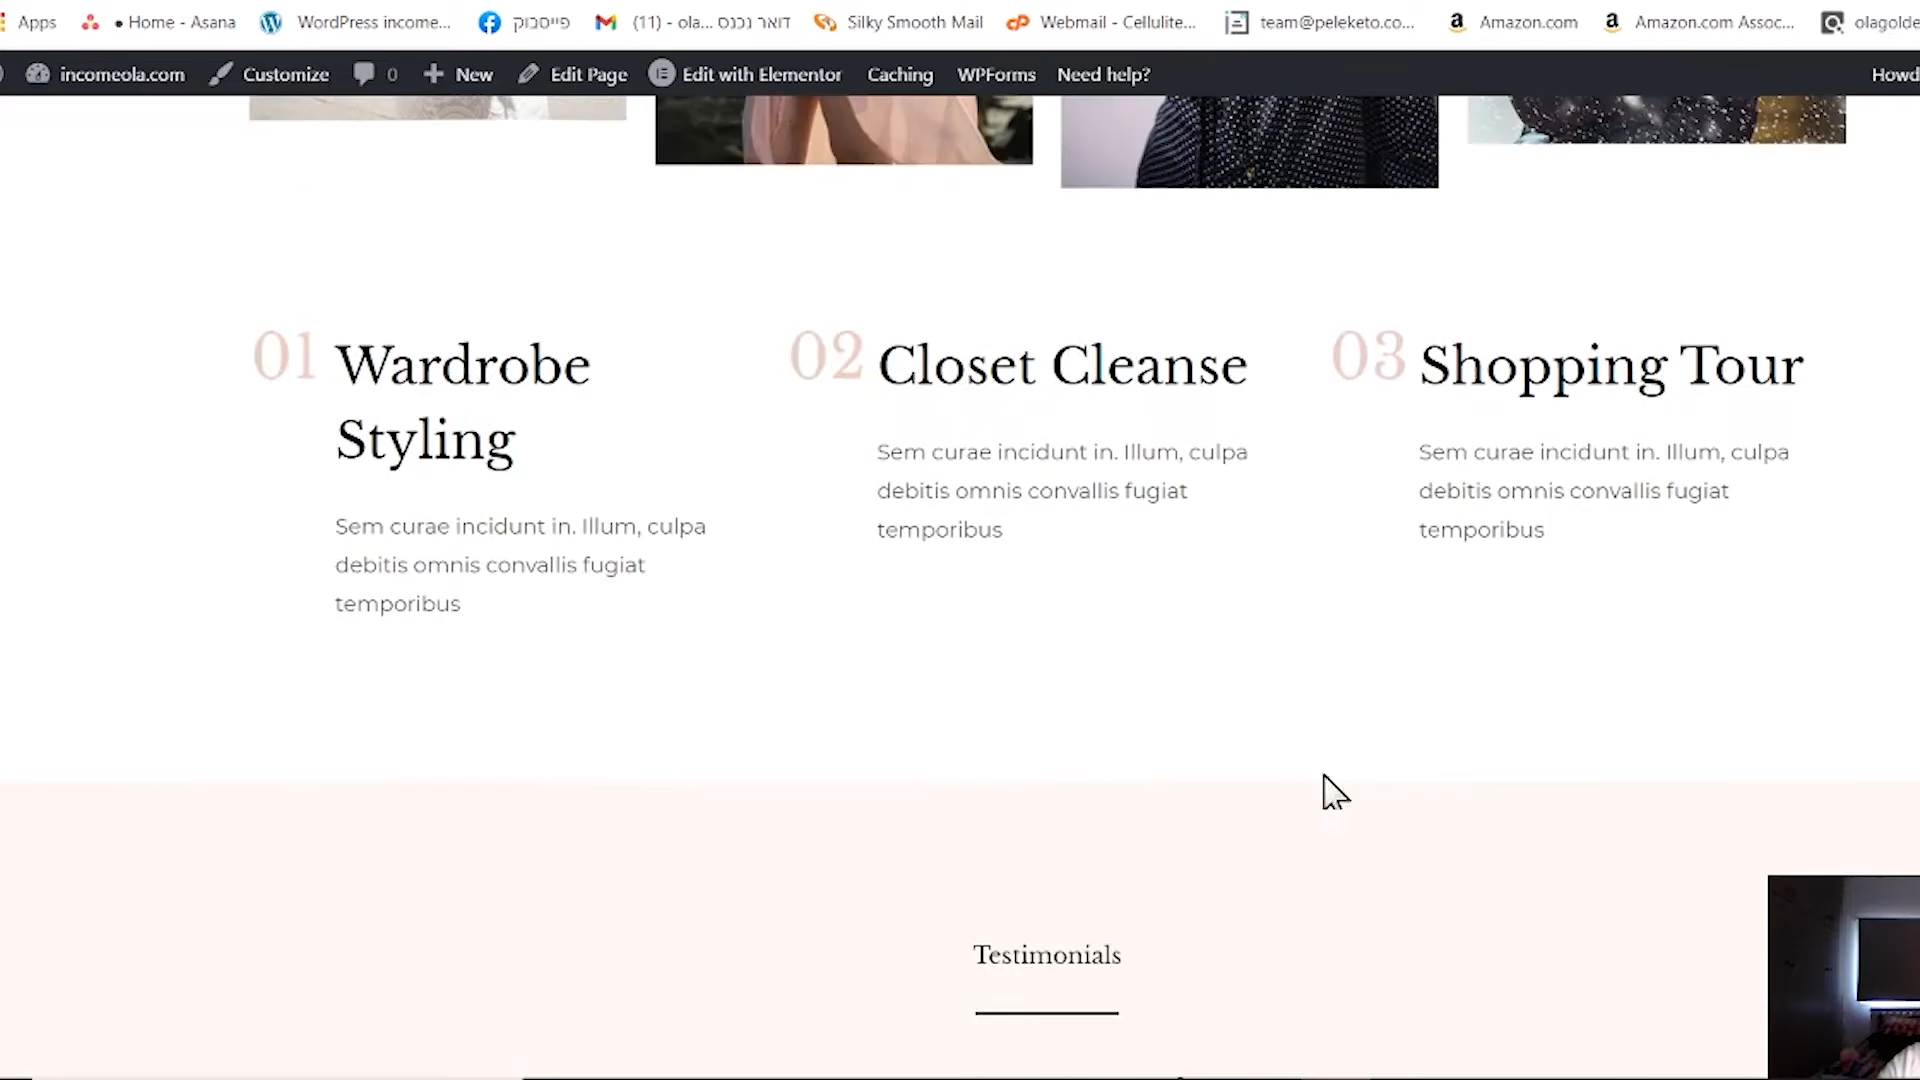 Apps • Home - Asana WordPress income... פייסבוק (11) - ola... דואר נכנס Silky Smooth Mail Webmail - Cellulite... team@peleketo.co... Amazon.com Amazon.com Assoc... olagolde
incomeola.com Customize 0 New Edit Page Edit with Elementor Caching WPForms Need help? Howd
01 Wardrobe
Styling
Sem curae incidunt in. Illum, culpa
debitis omnis convallis fugiat
temporibus
02 Closet Cleanse
Sem curae incidunt in. Illum, culpa
debitis omnis convallis fugiat
temporibus
03 Shopping Tour
Sem curae incidunt in. Illum, culpa
debitis omnis convallis fugiat
temporibus
Testimonials